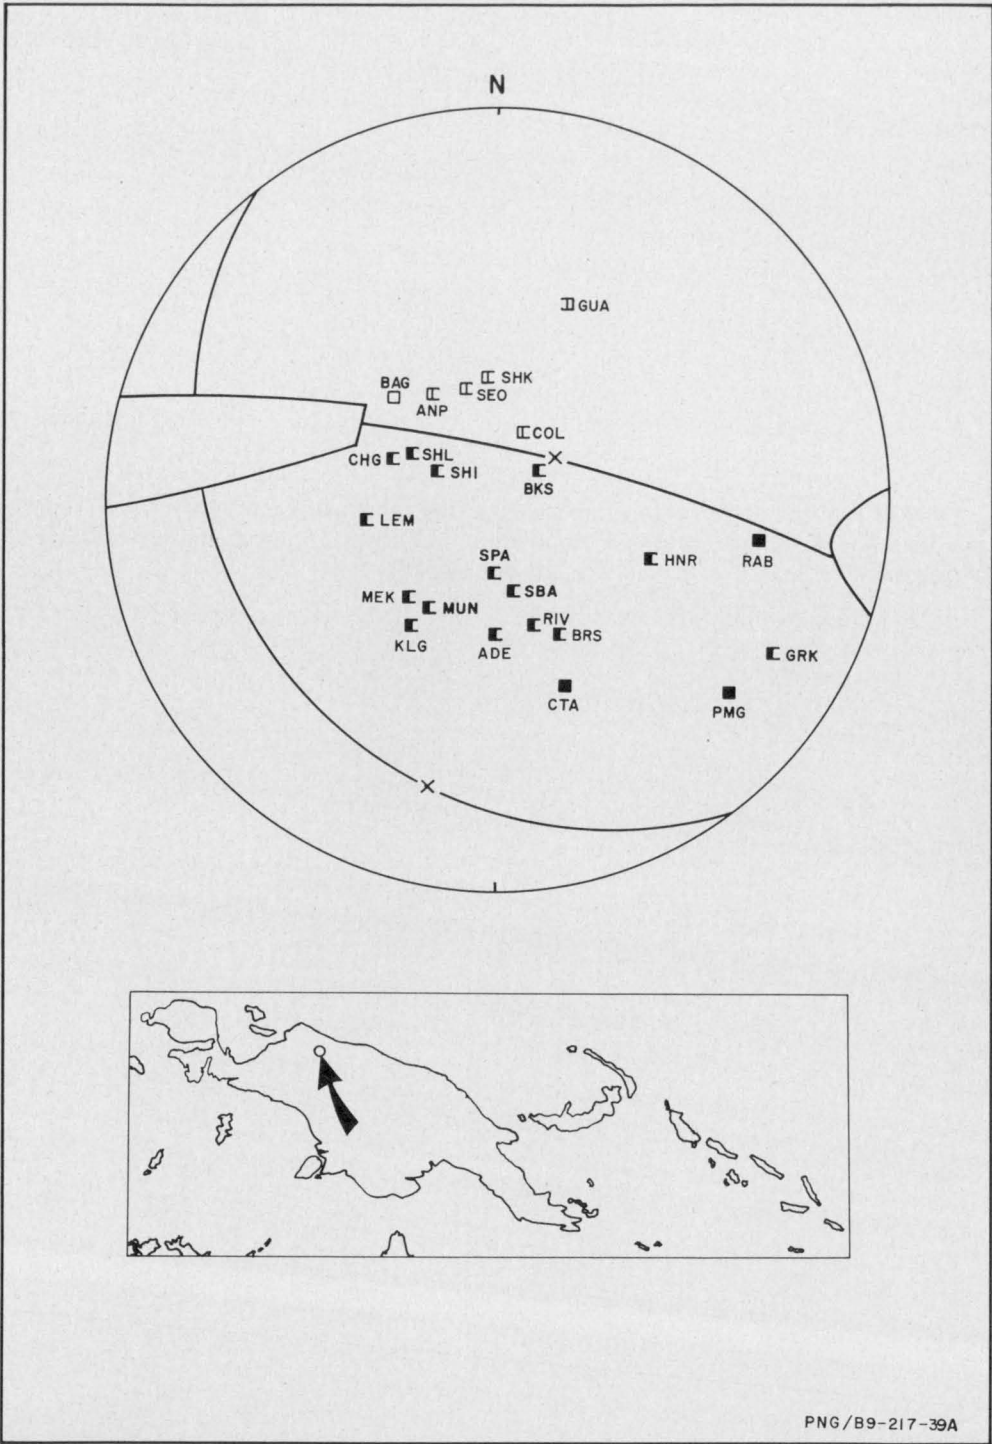 N
GUA
SHK
BAG
SEO
ANP
COL
SHL
CHG
SHI
BKS
LEM
RAB
SPA
HNR
SBA
MEK
MUN
RIV
BRS
KLG
ADE
GRK
CTA
PMG
PNG/B9-217-39A